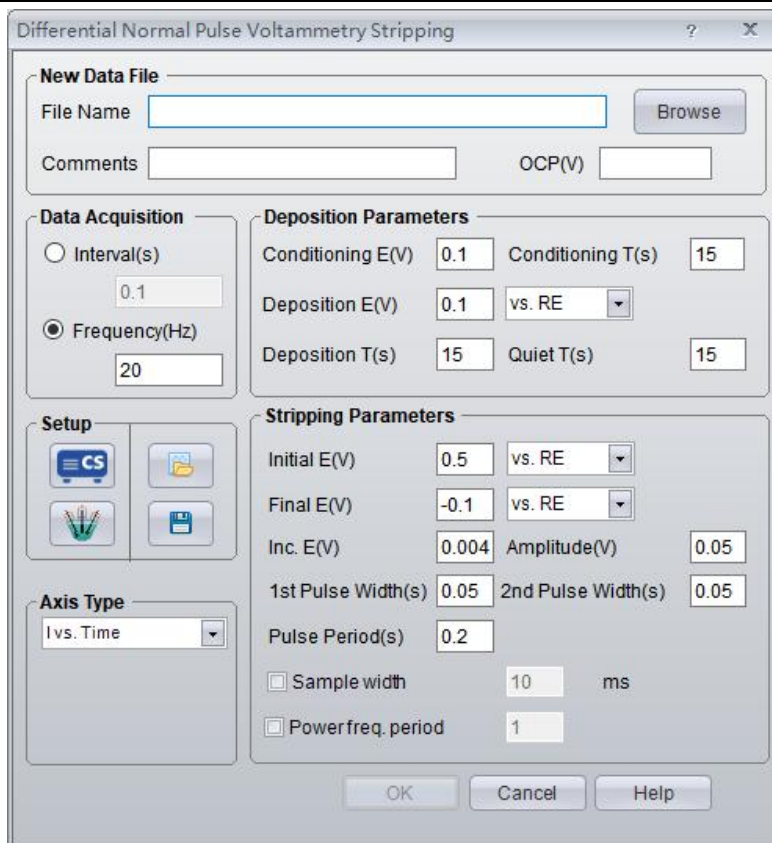 Differential Normal Pulse Voltammetry Stripping ? X
New Data File
File Name Browse
Comments OCP(V)
Data Acquisition
Interval(s)
0.1
Frequency(Hz)
20
Deposition Parameters
Conditioning E(V) 0.1 Conditioning T(s) 15
Deposition E(V) 0.1 vs. RE
Deposition T(s) 15 Quiet T(s) 15
Setup
CS
Stripping Parameters
Initial E(V) 0.5 vs. RE
Final E(V) -0.1 vs. RE
Inc. E(V) 0.004 Amplitude(V) 0.05
1st Pulse Width(s) 0.05 2nd Pulse Width(s) 0.05
Pulse Period(s) 0.2
Sample width 10 ms
Power freq. period 1
Axis Type
I vs. Time
OK Cancel Help